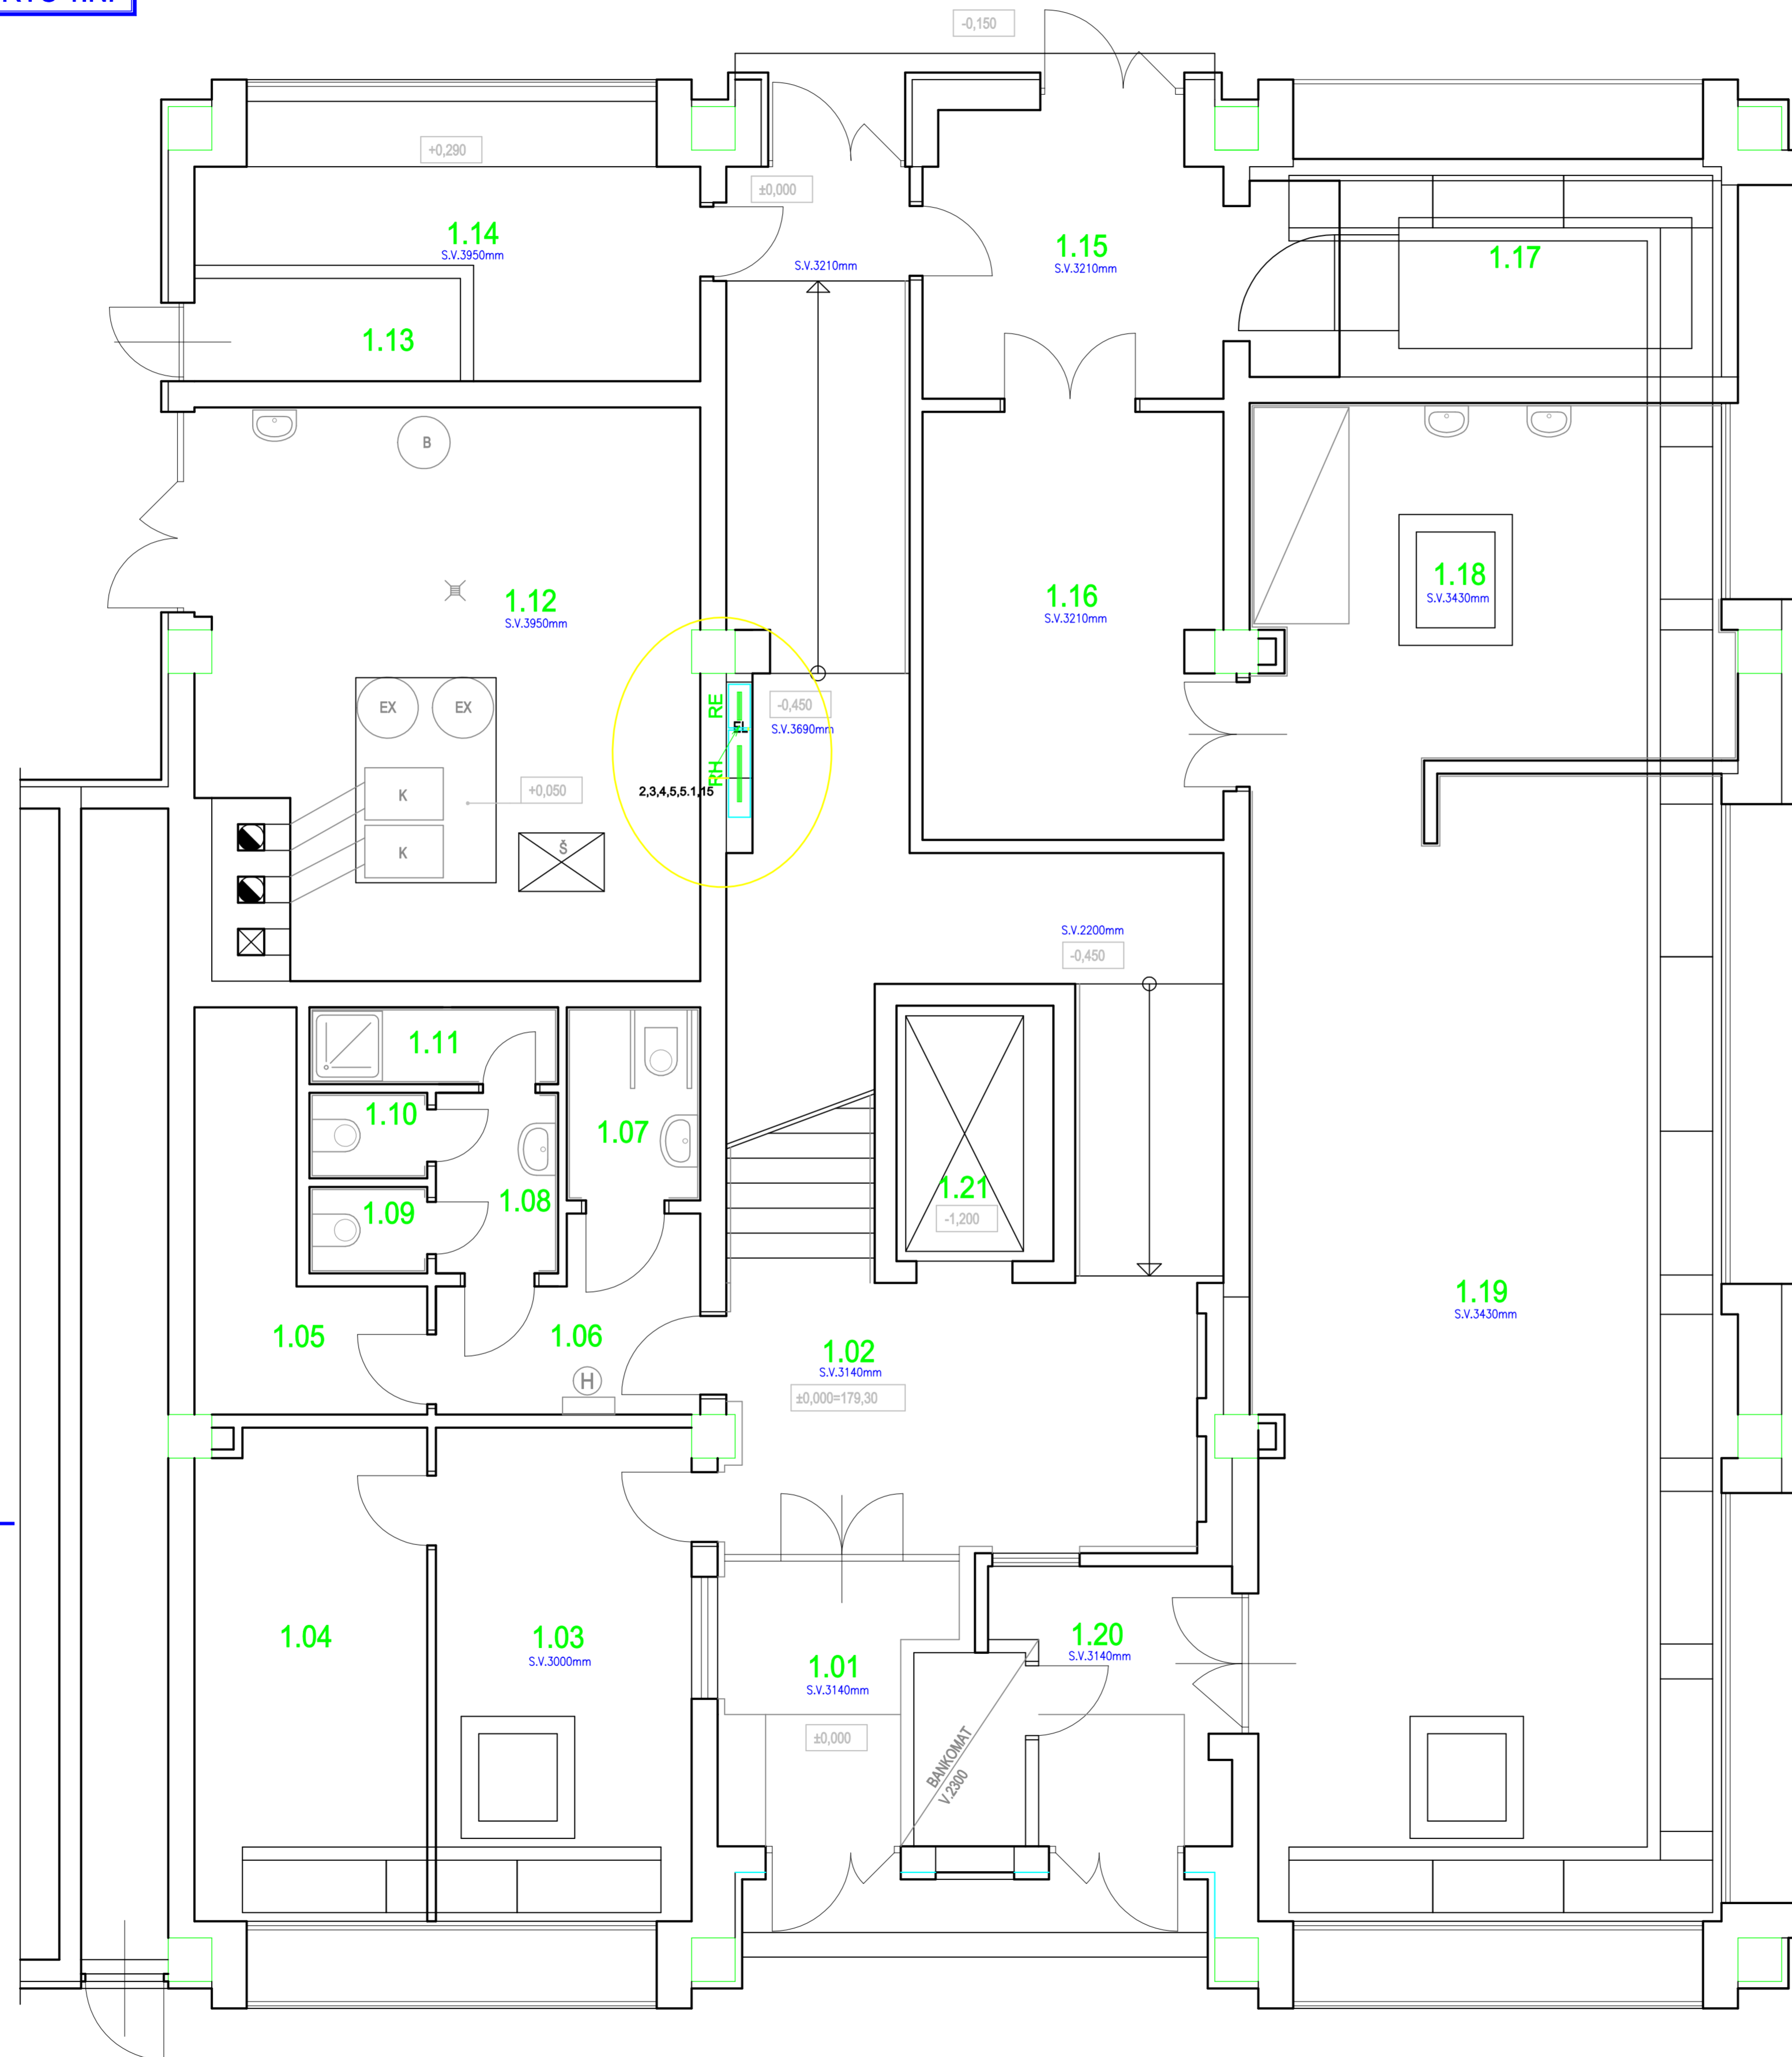 -0,150
+0,290
±0,000
1.14
S.V.3950mm
S.V.3210mm
1.15
S.V.3210mm
1.17
1.13
B
1.12
S.V.3950mm
1.16
S.V.3210mm
1.18
S.V.3430mm
EX
EX
RE
EL
-0,450
S.V.3690mm
RH
2,3,4,5,5.1,15
K
+0,050
K
Š
S.V.2200mm
-0,450
1.11
1.10
1.07
1.09
1.08
1.21
-1,200
1.05
1.06
H
1.02
S.V.3140mm
±0,000=179,30
1.19
S.V.3430mm
1.04
1.03
S.V.3000mm
1.01
S.V.3140mm
1.20
S.V.3140mm
±0,000
BANKOMAT
V.2300